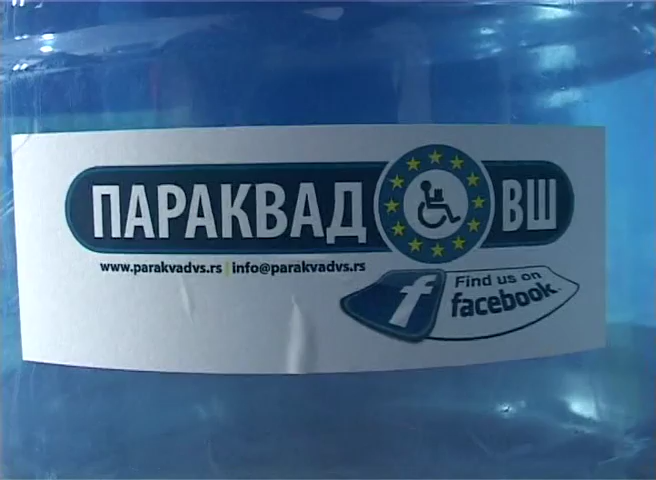 ПАРАКВАД ВШ
www.parakvadvs.rs | info@parakvadvs.rs
f Find us on
facebook.